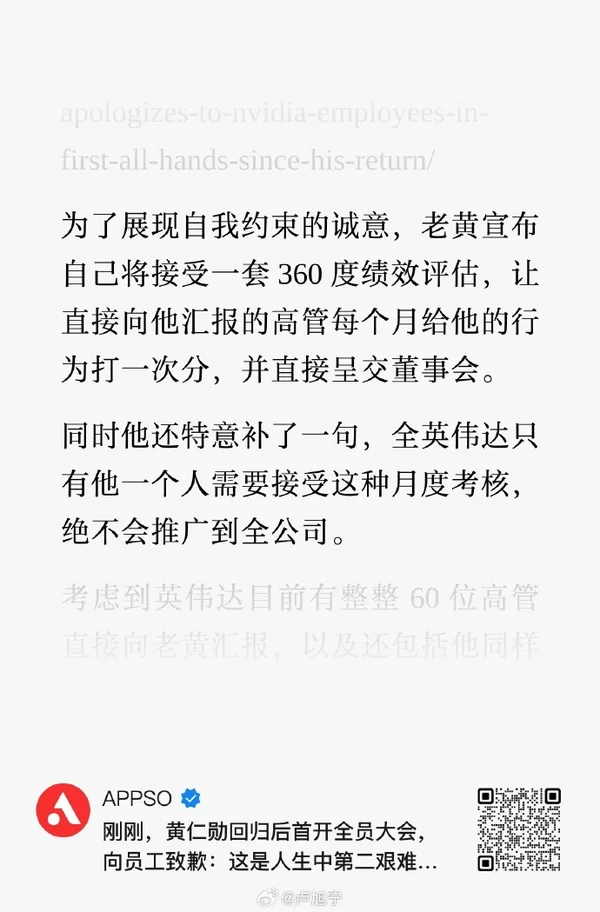 apologizes-to-nvidia-employees-in-
first-all-hands-since-his-return/
为了展现自我约束的诚意，老黄宣布
自己将接受一套 360 度绩效评估，让
直接向他汇报的高管每个月给他的行
为打一次分，并直接呈交董事会。
同时他还特意补了一句，全英伟达只
有他一个人需要接受这种月度考核，
绝不会推广到全公司。
考虑到英伟达目前有整整 60 位高管
直接向老黄汇报，以及还包括他同样
APPSO
刚刚，黄仁勋回归后首开全员大会，
向员工致歉：这是人生中第二艰难...
@卢旭宁